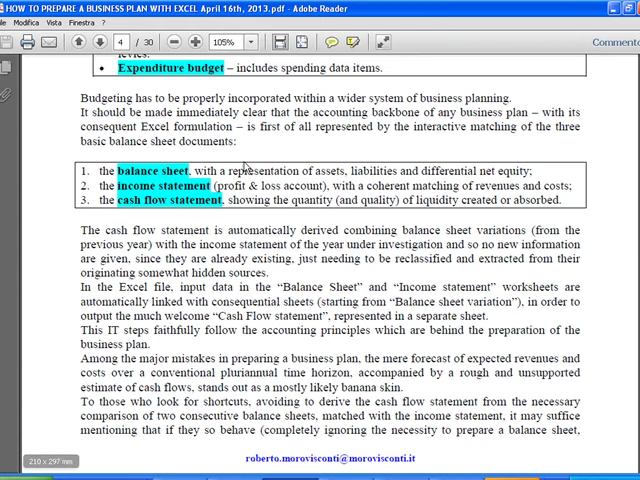 HOW TO PREPARE A BUSINESS PLAN WITH EXCEL April 16th, 2013.pdf - Adobe Reader
Modifica Vista Finestra ?
4 / 30 105% Commento
• Expenditure budget – includes spending data items.
Budgeting has to be properly incorporated within a wider system of business planning.
It should be made immediately clear that the accounting backbone of any business plan – with its
consequent Excel formulation – is first of all represented by the interactive matching of the three
basic balance sheet documents:
1. the balance sheet, with a representation of assets, liabilities and differential net equity;
2. the income statement (profit & loss account), with a coherent matching of revenues and costs;
3. the cash flow statement, showing the quantity (and quality) of liquidity created or absorbed.
The cash flow statement is automatically derived combining balance sheet variations (from the
previous year) with the income statement of the year under investigation and so no new information
are given, since they are already existing, just needing to be reclassified and extracted from their
originating somewhat hidden sources.
In the Excel file, input data in the “Balance Sheet” and “Income statement” worksheets are
automatically linked with consequential sheets (starting from “Balance sheet variation”), in order to
output the much welcome “Cash Flow statement”, represented in a separate sheet.
This IT steps faithfully follow the accounting principles which are behind the preparation of the
business plan.
Among the major mistakes in preparing a business plan, the mere forecast of expected revenues and
costs over a conventional pluriannual time horizon, accompanied by a rough and unsupported
estimate of cash flows, stands out as a mostly likely banana skin.
To those who look for shortcuts, avoiding to derive the cash flow statement from the necessary
comparison of two consecutive balance sheets, matched with the income statement, it may suffice
mentioning that if they so behave (completely ignoring the necessity to prepare a balance sheet,
roberto.morovisconti@morovisconti.it
210 x 297 mm